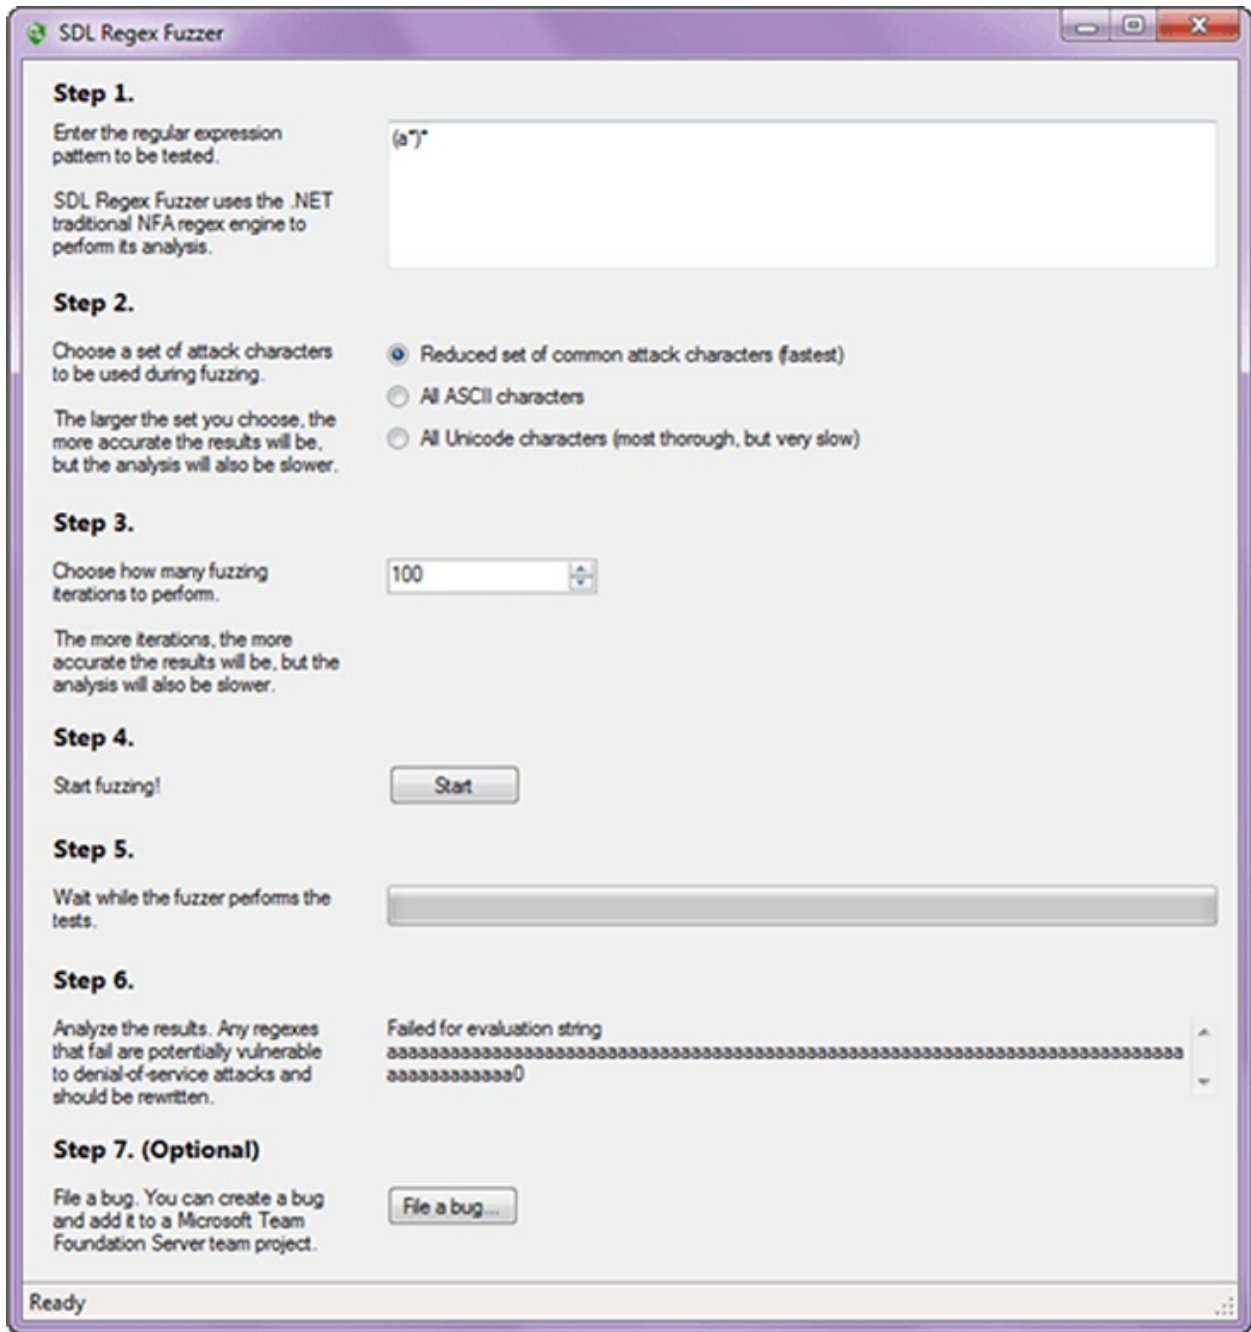 SDL Regex Fuzzer
Step 1.
Enter the regular expression
pattern to be tested.
SDL Regex Fuzzer uses the .NET
traditional NFA regex engine to
perform its analysis.
(a*)*
Step 2.
Choose a set of attack characters
to be used during fuzzing.
The larger the set you choose, the
more accurate the results will be,
but the analysis will also be slower.
Reduced set of common attack characters (fastest)
All ASCII characters
All Unicode characters (most thorough, but very slow)
Step 3.
Choose how many fuzzing
iterations to perform.
The more iterations, the more
accurate the results will be, but the
analysis will also be slower.
100
Step 4.
Start fuzzing!
Start
Step 5.
Wait while the fuzzer performs the
tests.
Step 6.
Analyze the results. Any regexes
that fail are potentially vulnerable
to denial-of-service attacks and
should be rewritten.
Failed for evaluation string
aaaaaaaaaaaaaaaaaaaaaaaaaaaaaaaaaaaaaaaaaaaaaaaaaaaaaaaaaaaaaaaaaaaaaaaaaaa
aaaaaaaaaaaa0
Step 7. (Optional)
File a bug. You can create a bug
and add it to a Microsoft Team
Foundation Server team project.
File a bug...
Ready